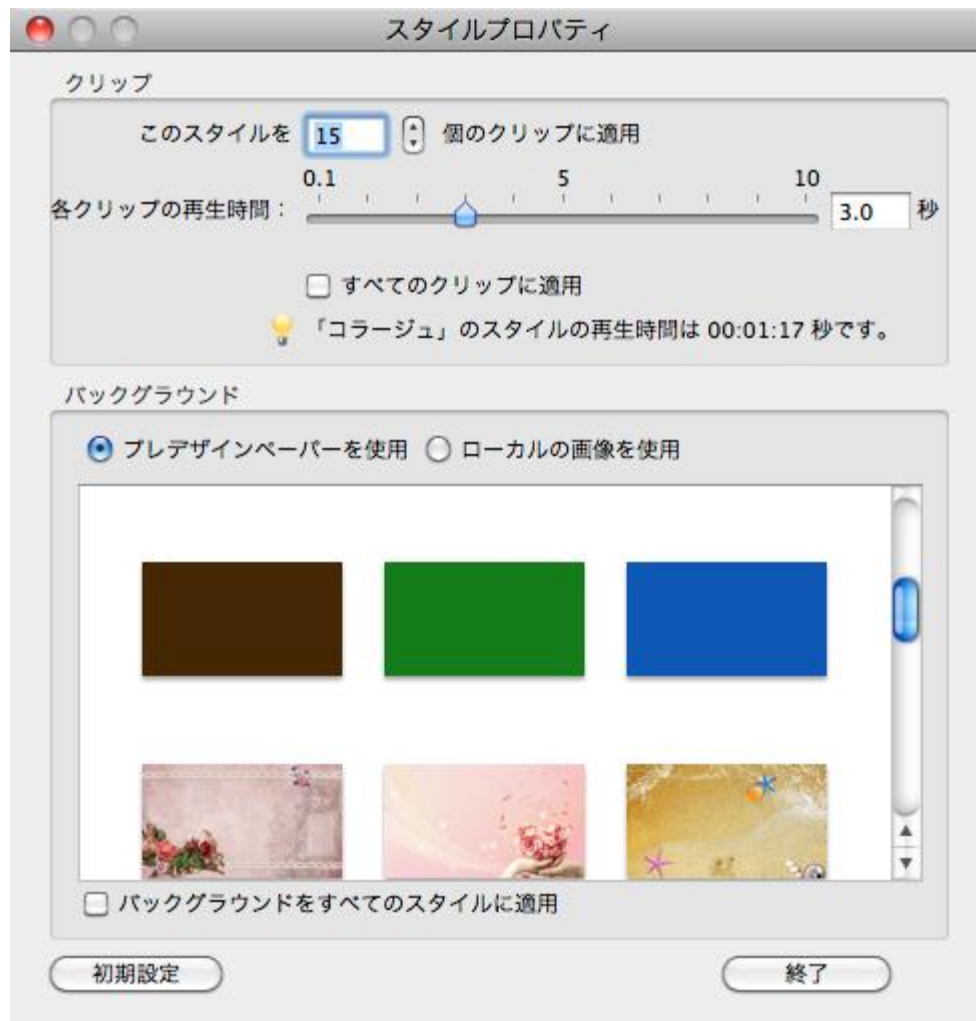 スタイルプロパティ
クリップ
このスタイルを 15 個のクリップに適用
0.1 5 10
各クリップの再生時間： 3.0 秒
すべてのクリップに適用
「コラージュ」のスタイルの再生時間は 00:01:17 秒です。
バックグラウンド
プレデザインペーパーを使用 ローカルの画像を使用
バックグラウンドをすべてのスタイルに適用
初期設定 終了